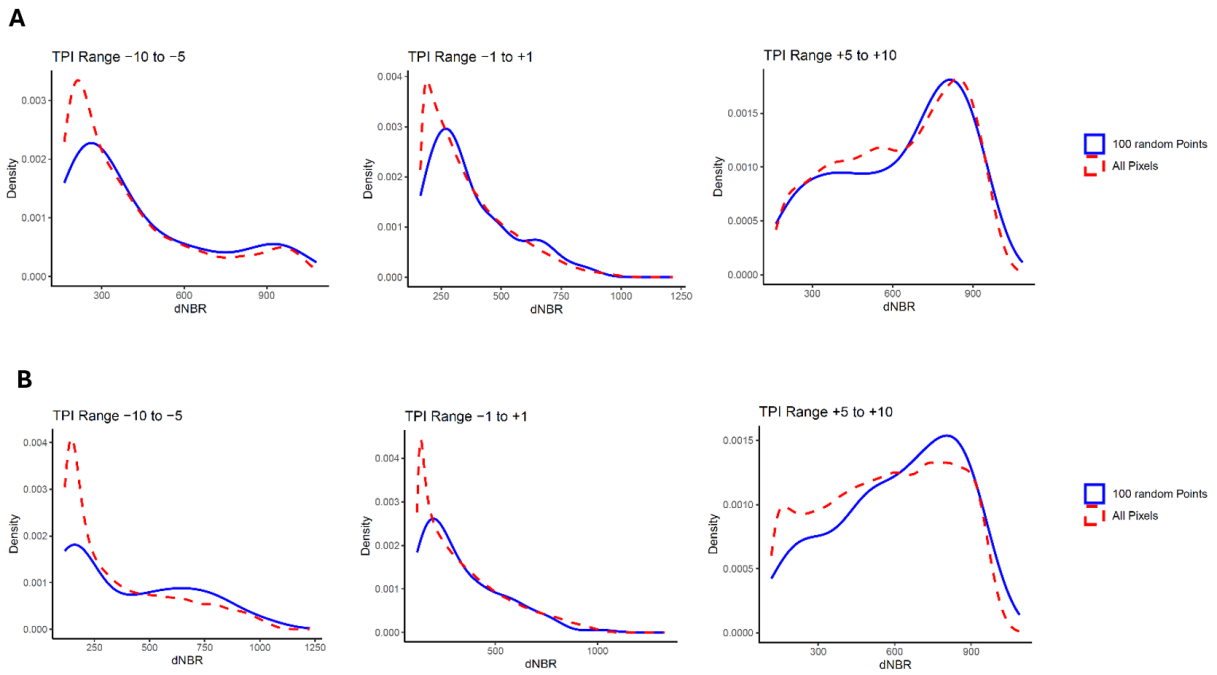 A
TPI Range −10 to −5
TPI Range −1 to +1
TPI Range +5 to +10
Density
0.003
0.002
0.001
0.000
300
600
900
dNBR
Density
0.004
0.003
0.002
0.001
0.000
250
500
750
1000
1250
dNBR
Density
0.0015
0.0010
0.0005
0.0000
300
600
900
dNBR
100 random Points
All Pixels
B
TPI Range −10 to −5
TPI Range −1 to +1
TPI Range +5 to +10
Density
0.004
0.003
0.002
0.001
0.000
250
500
750
1000
1250
dNBR
Density
0.004
0.003
0.002
0.001
0.000
500
1000
dNBR
Density
0.0015
0.0010
0.0005
0.0000
300
600
900
dNBR
100 random Points
All Pixels